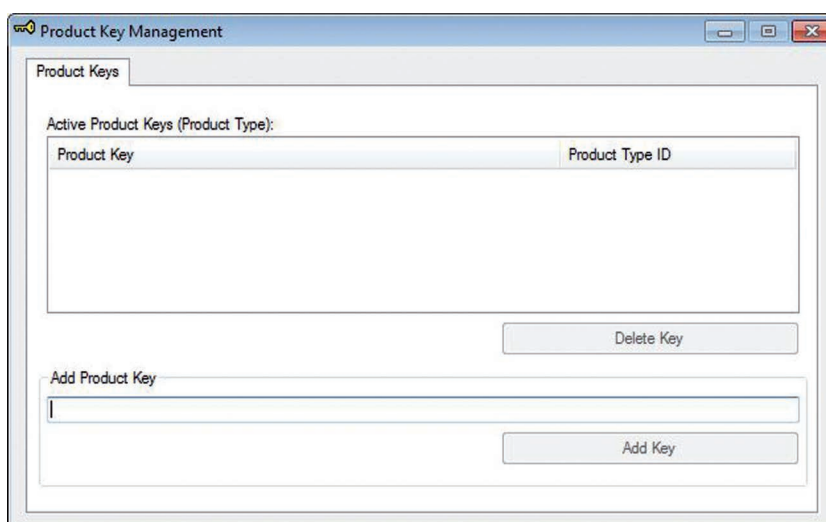 Product Key Management
Product Keys
Active Product Keys (Product Type):
Product Key Product Type ID
Delete Key
Add Product Key
Add Key